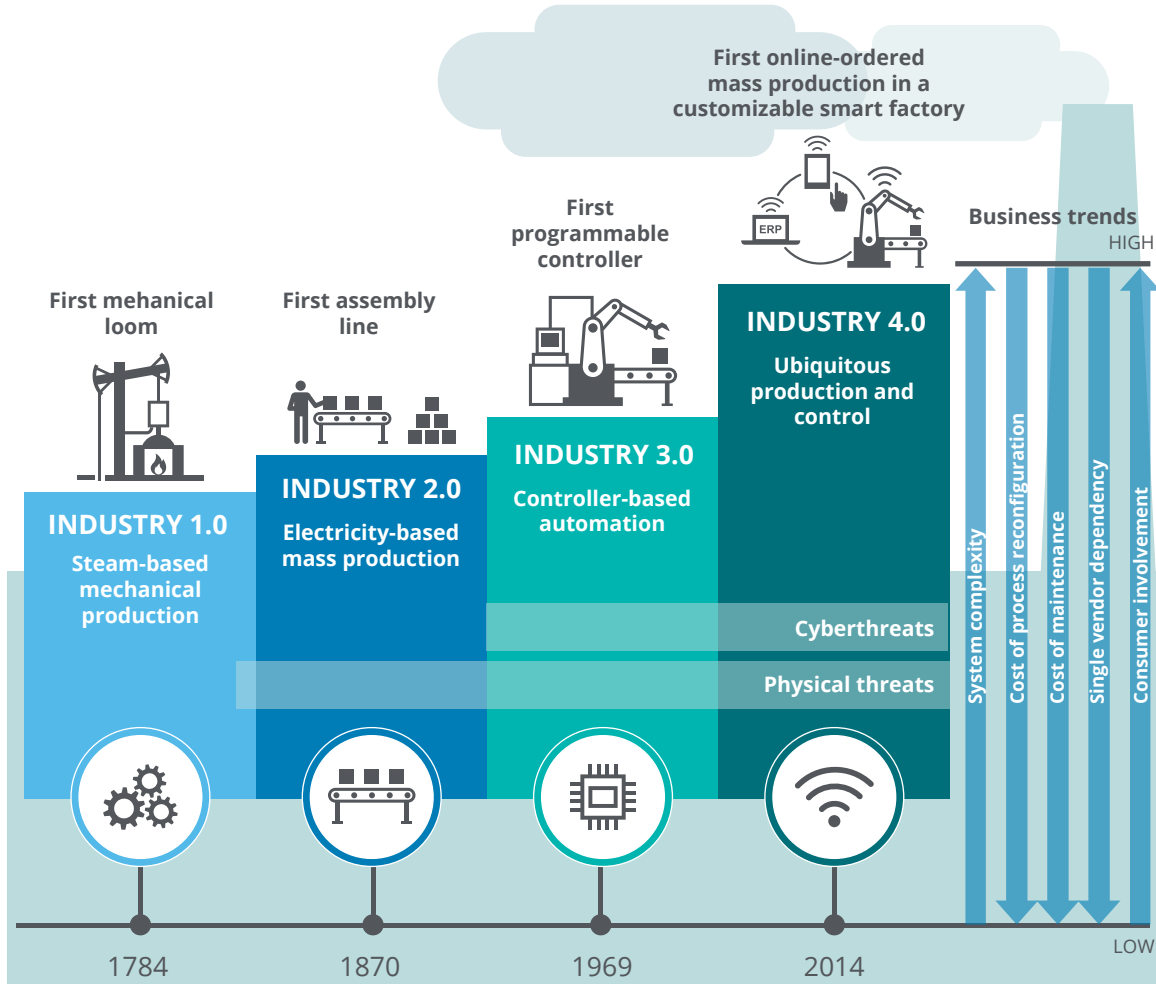 First online-ordered
mass production in a
customizable smart factory
First
programmable
controller
ERP
Business trends
HIGH
First mehanical
loom
First assembly
line
INDUSTRY 1.0
Steam-based
mechanical
production
INDUSTRY 2.0
Electricity-based
mass production
INDUSTRY 3.0
Controller-based
automation
INDUSTRY 4.0
Ubiquitous
production and
control
Cyberthreats
Physical threats
System complexity
Cost of process reconfiguration
Cost of maintenance
Single vendor dependency
Consumer involvement
LOW
1784
1870
1969
2014